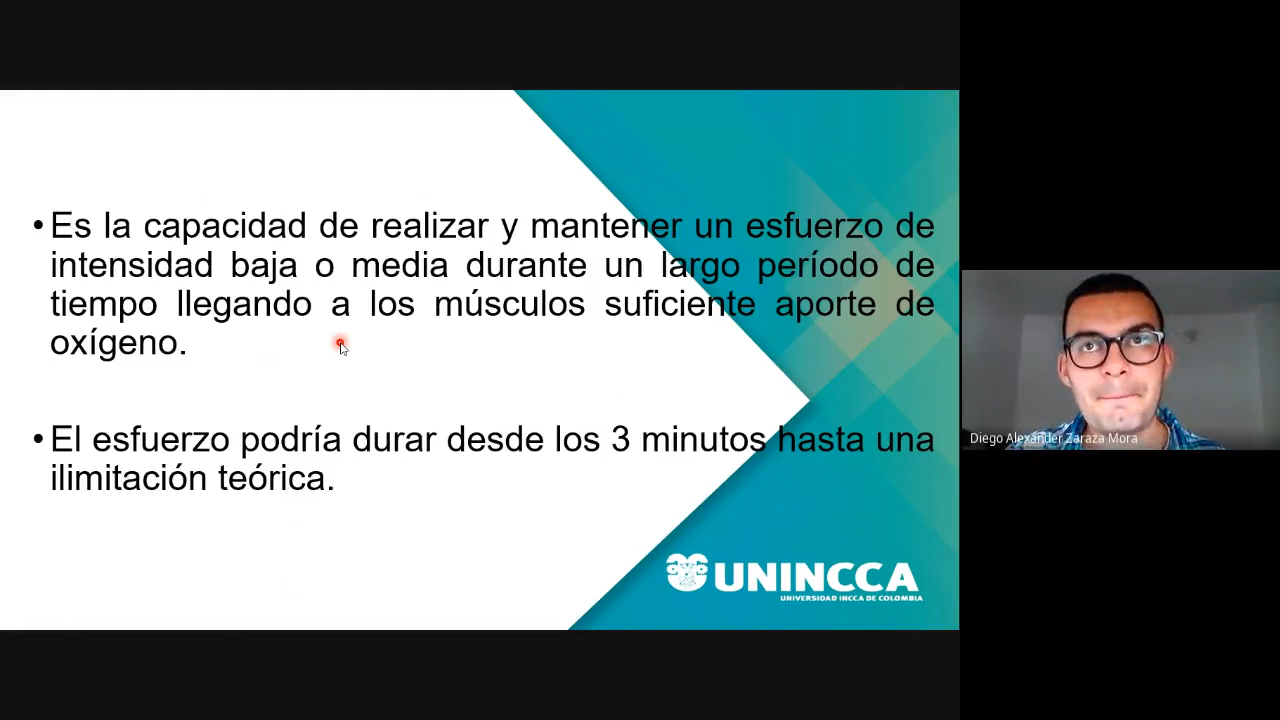 •Es la capacidad de realizar y mantener un esfuerzo de
intensidad baja o media durante un largo período de
tiempo llegando a los músculos suficiente aporte de
oxígeno.
•El esfuerzo podría durar desde los 3 minutos hasta una
ilimitación teórica.
UNINCCA
UNIVERSIDAD INCCA DE COLOMBIA
Diego Alexánder Zaraza Mora